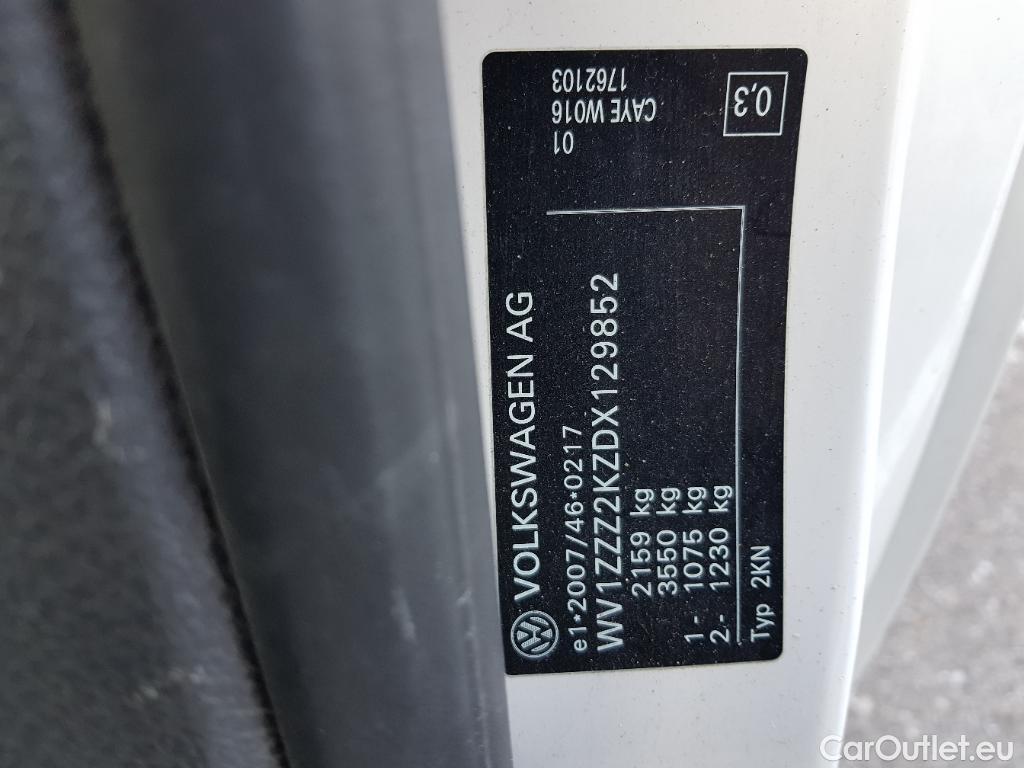 VOLKSWAGEN AG
e1*2007/46*0217
WV1ZZZ2KZDX129852
2159 kg
3550 kg
1- 1075 kg
2- 1230 kg
Typ 2KN
01
CAYE W016
1762103
0,3
CarOutlet.eu